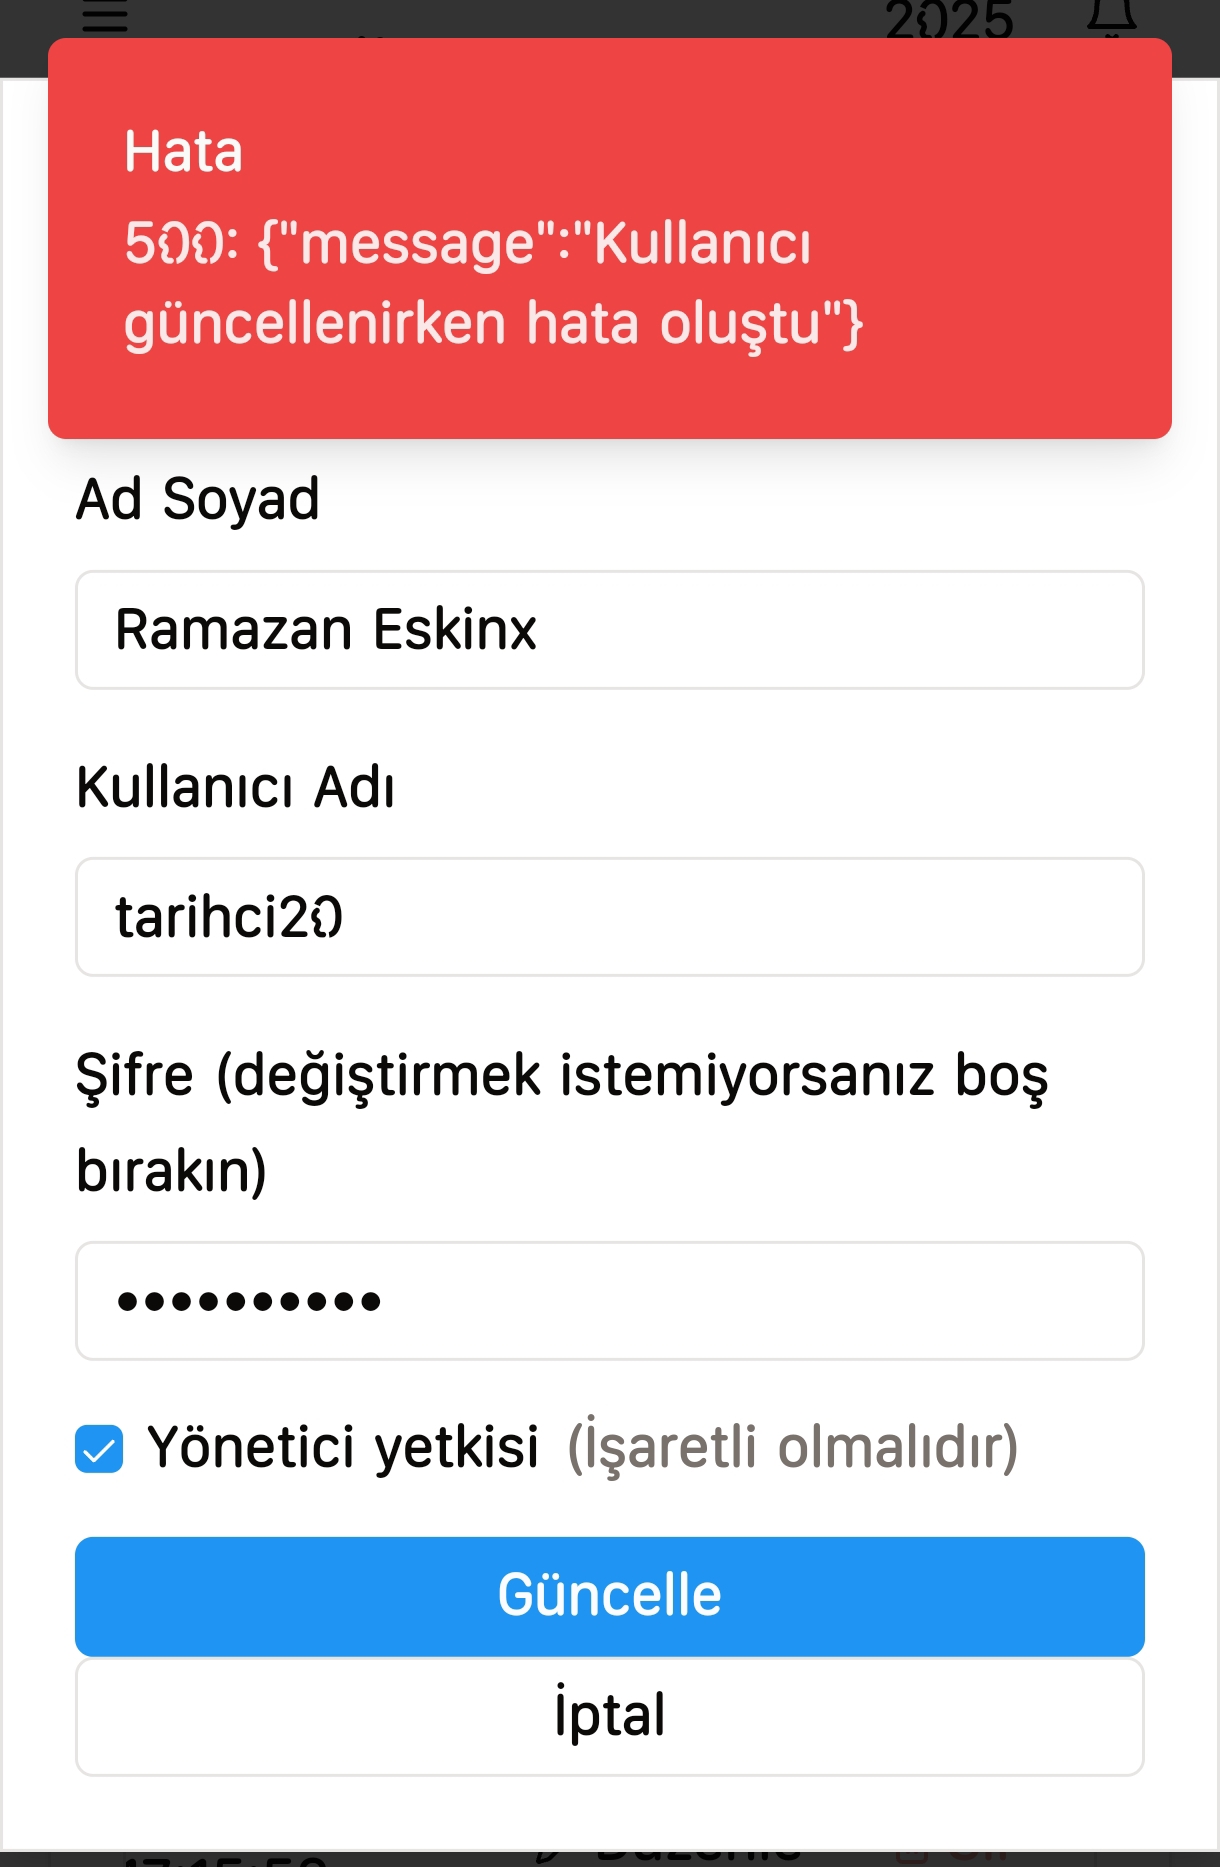 2025
Hata
500: {"message":"Kullanıcı
güncellenirken hata oluştu"}
Ad Soyad
Ramazan Eskinx
Kullanıcı Adı
tarihci20
Şifre (değiştirmek istemiyorsanız boş
bırakın)
••••••••••
Yönetici yetkisi (İşaretli olmalıdır)
Güncelle
İptal